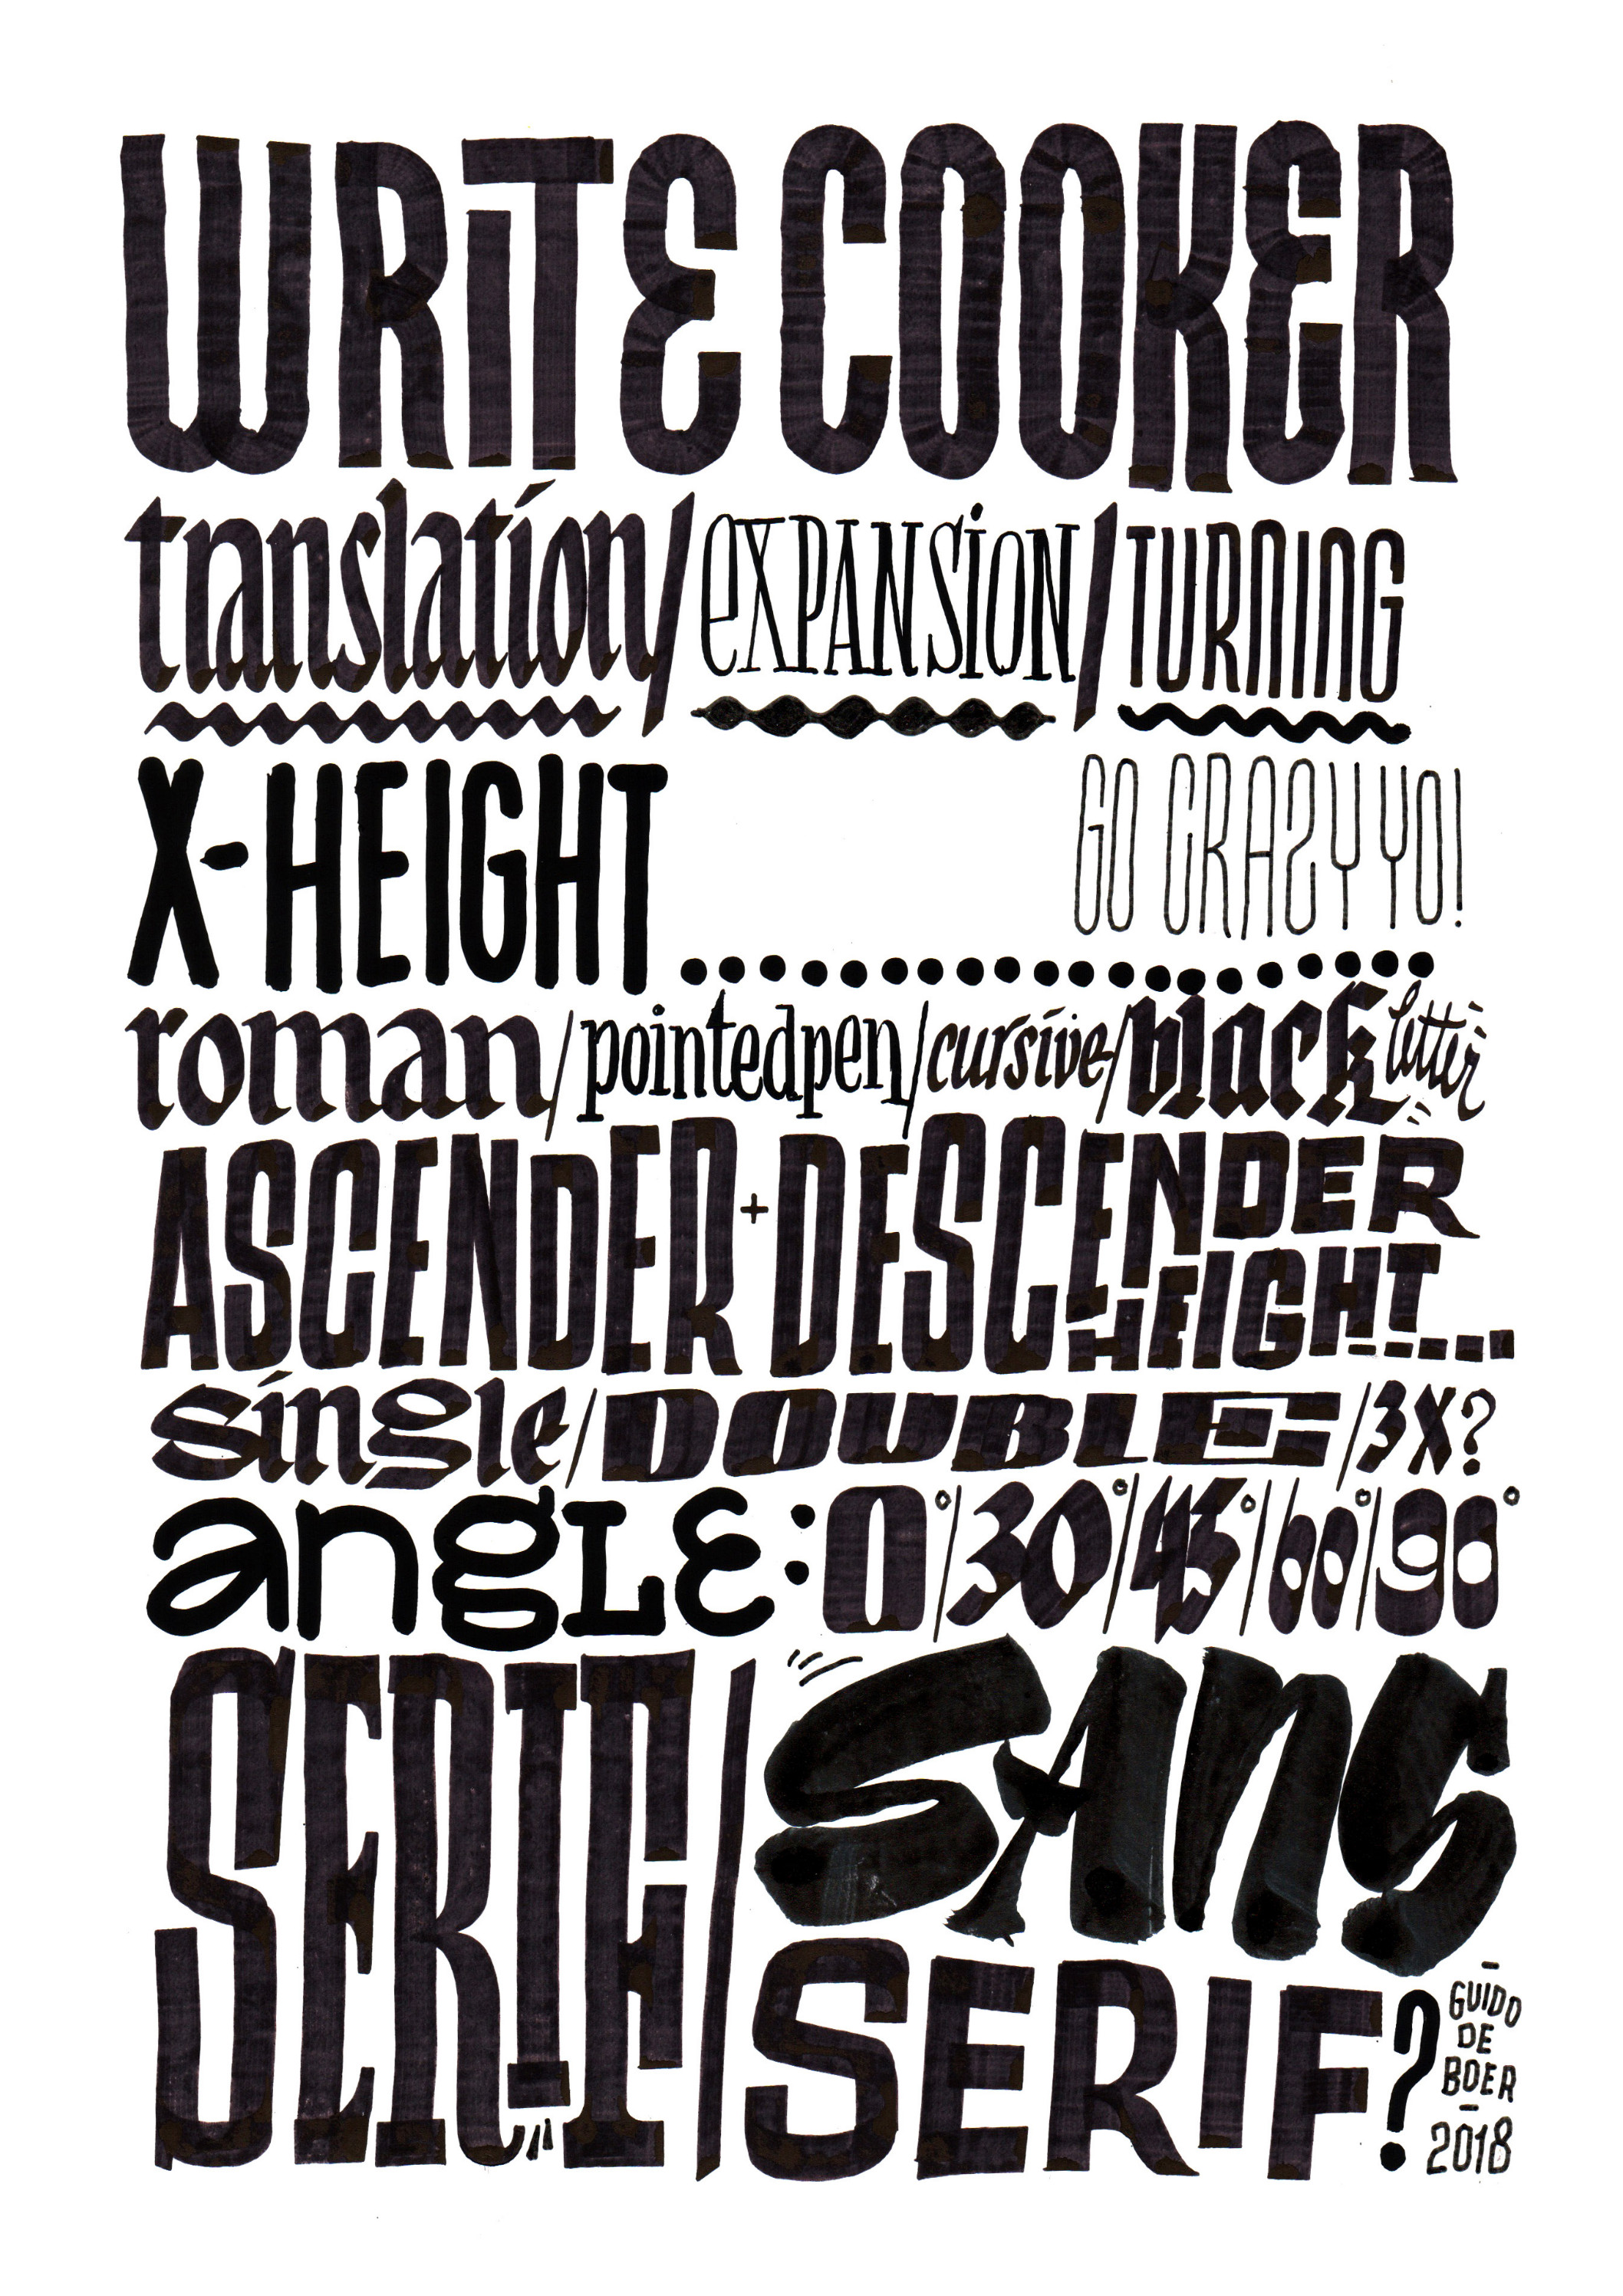 WRiTE COOKER
translation/eXPANSiON/TURNING
X-HEIGHT GO CRAZY YO!
roman/pointedpen/cursive/black letter
ASCENDER + DESCENDER
HEIGHT...
single/DOUBLE/3X?
angLE: 0°/30°/45°/60°/90°
SERIF/SANS
SERIF?
GUIDO
DE
BOER
2018